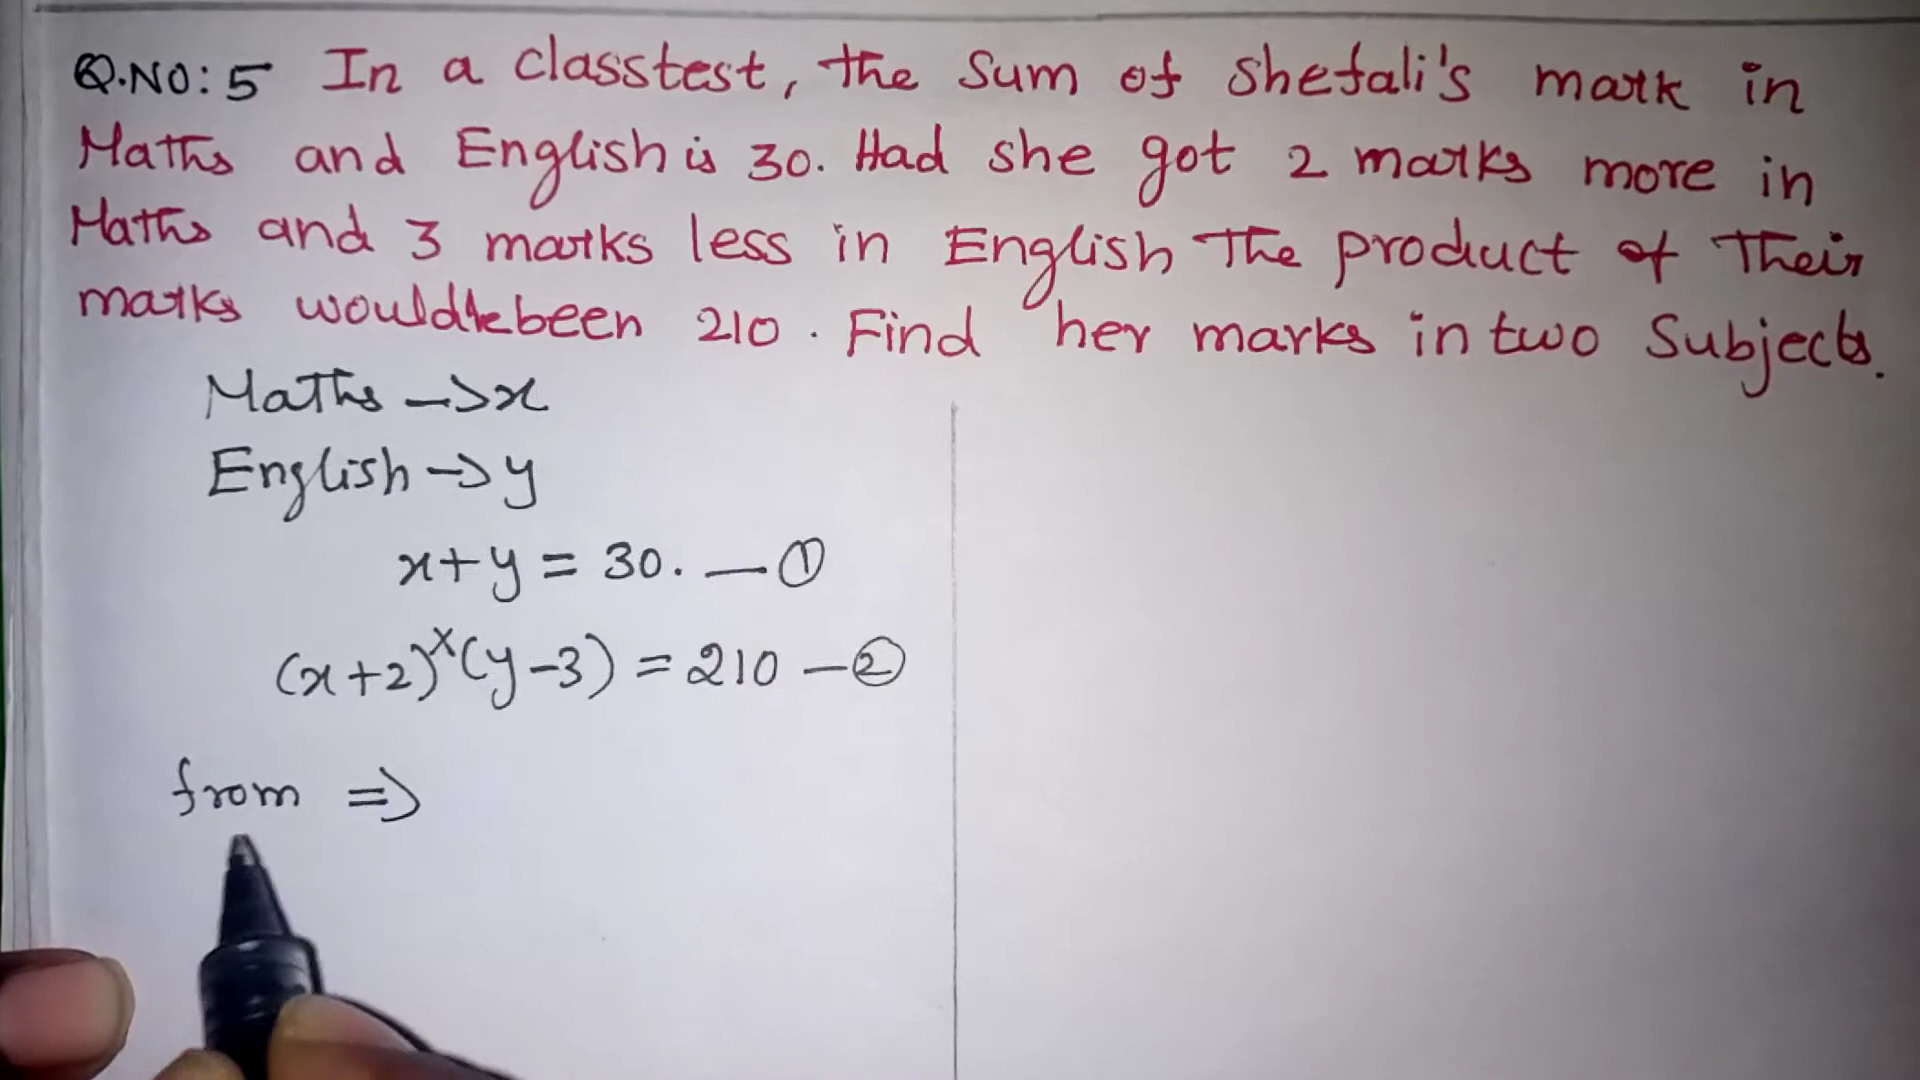 Q.NO: 5 In a classtest, the Sum of Shefali's mark in
Maths and English is 30. Had she got 2 marks more in
Maths and 3 marks less in English The product of Their
marks would been 210. Find her marks in two Subjects.
Maths -> x
English -> y
x+y = 30. — ①
(x+2)×(y-3) = 210 — ②
from =>